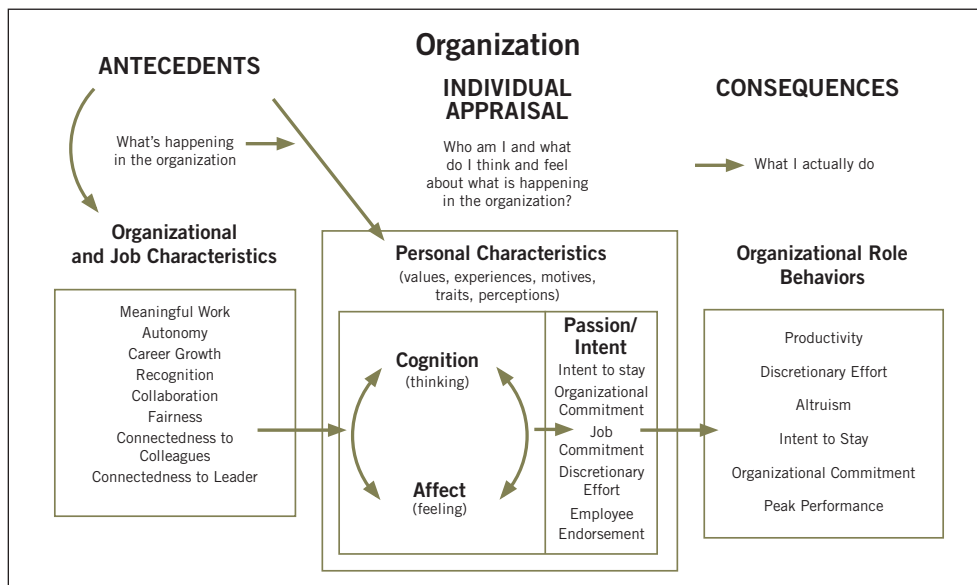 Organization
ANTECEDENTS
What's happening
in the organization
Organizational
and Job Characteristics
Meaningful Work
Autonomy
Career Growth
Recognition
Collaboration
Fairness
Connectedness to
Colleagues
Connectedness to Leader
INDIVIDUAL
APPRAISAL
Who am I and what
do I think and feel
about what is happening
in the organization?
Personal Characteristics
(values, experiences, motives,
traits, perceptions)
Cognition
(thinking)
Affect
(feeling)
Passion/
Intent
Intent to stay
Organizational
Commitment
Job
Commitment
Discretionary
Effort
Employee
Endorsement
CONSEQUENCES
What I actually do
Organizational Role
Behaviors
Productivity
Discretionary Effort
Altruism
Intent to Stay
Organizational Commitment
Peak Performance